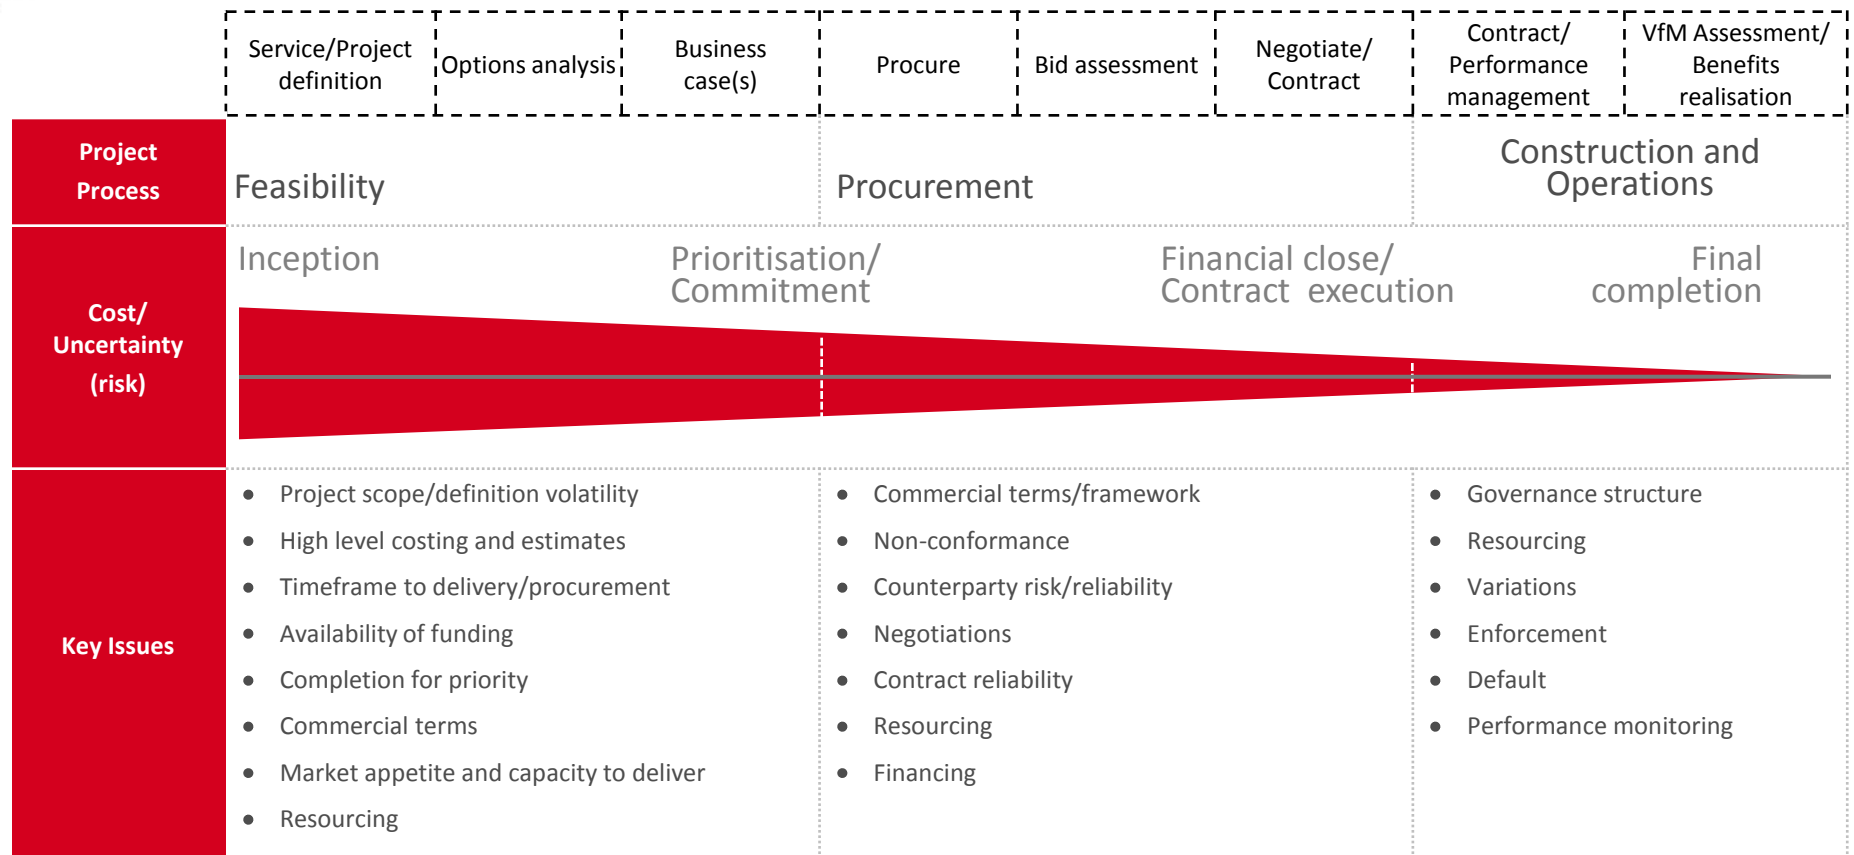 Service/Project
definition
Options analysis
Business
case(s)
Procure
Bid assessment
Negotiate/
Contract
Contract/
Performance
management
VfM Assessment/
Benefits
realisation
Project
Process
Feasibility
Procurement
Construction and
Operations
Cost/
Uncertainty
(risk)
Inception
Prioritisation/
Commitment
Financial close/
Contract execution
Final
completion
Key Issues
● Project scope/definition volatility
● High level costing and estimates
● Timeframe to delivery/procurement
● Availability of funding
● Completion for priority
● Commercial terms
● Market appetite and capacity to deliver
● Resourcing
● Commercial terms/framework
● Non-conformance
● Counterparty risk/reliability
● Negotiations
● Contract reliability
● Resourcing
● Financing
● Governance structure
● Resourcing
● Variations
● Enforcement
● Default
● Performance monitoring